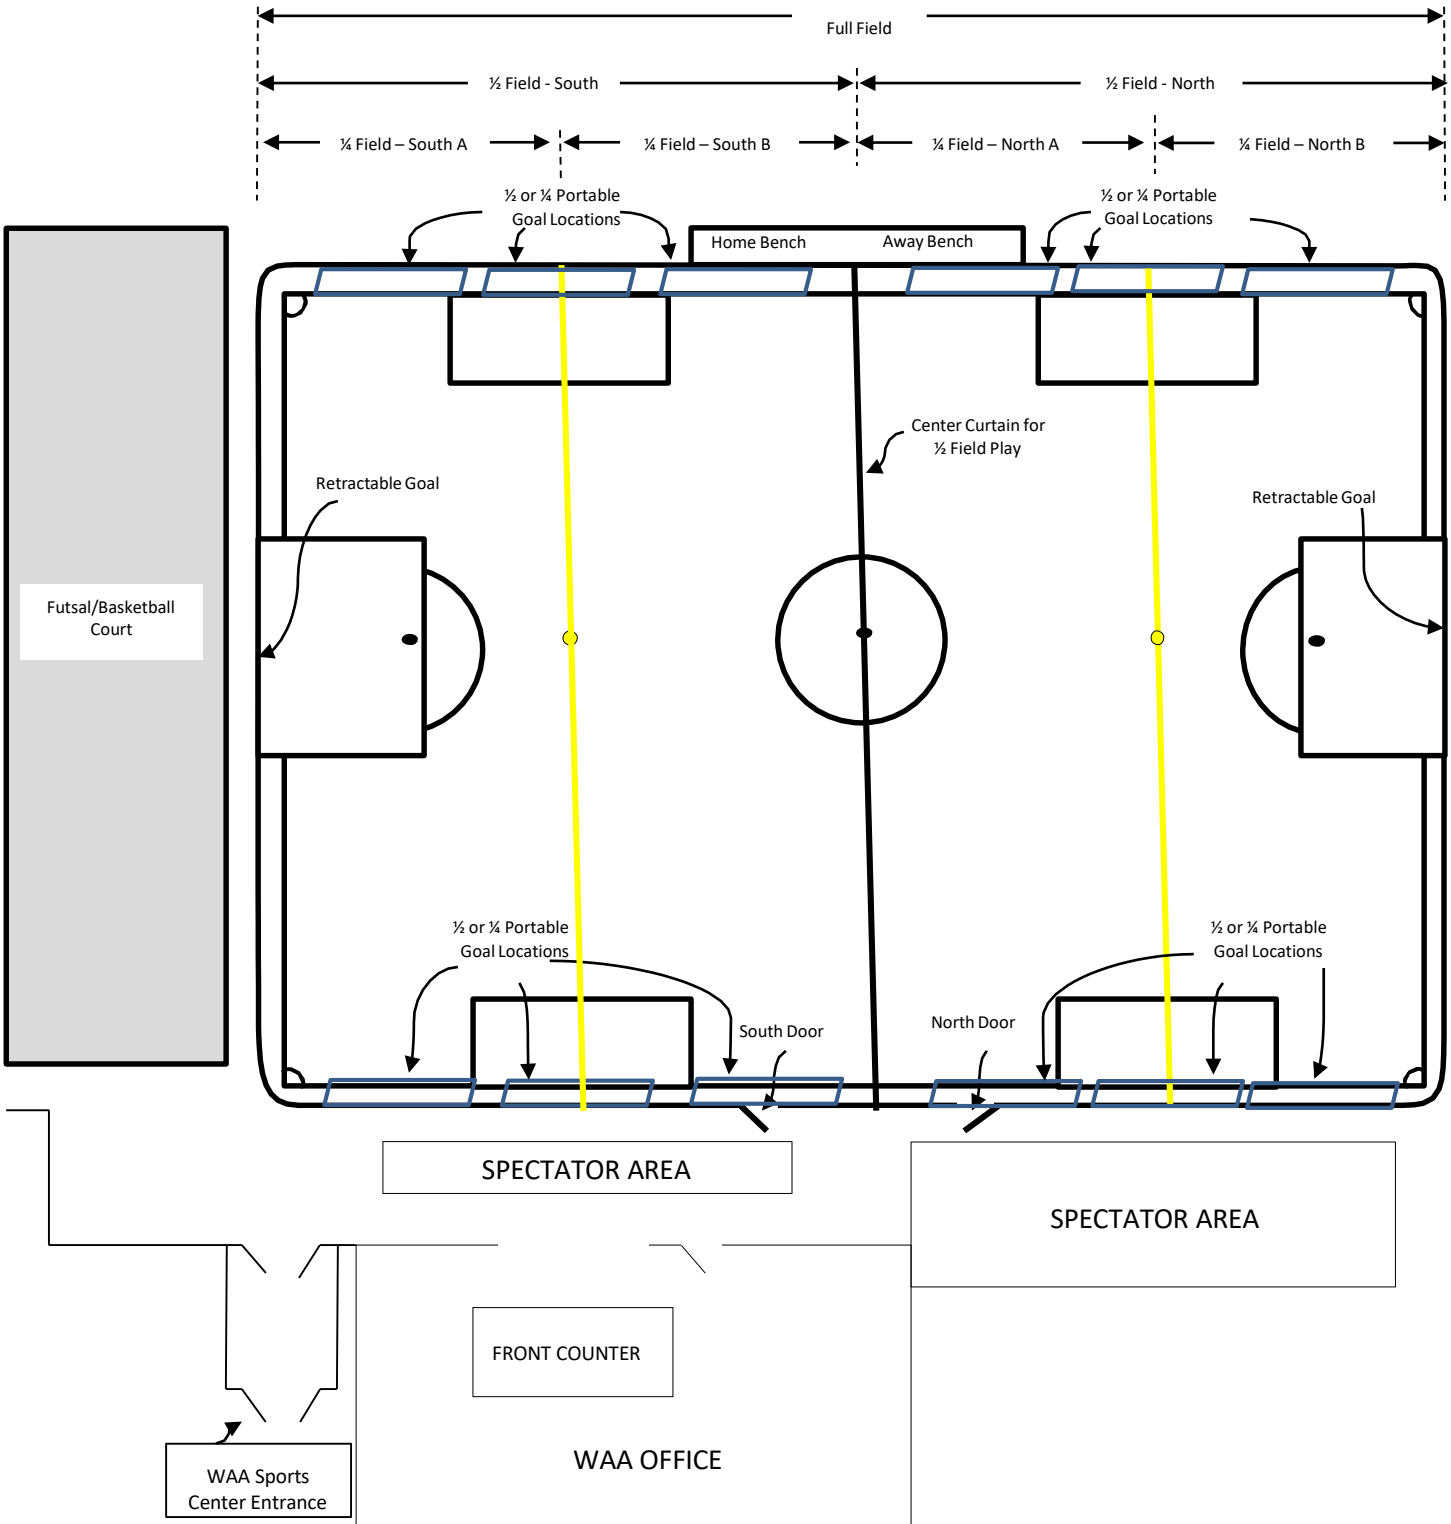 Full Field
½ Field - South
½ Field - North
¼ Field – South A
¼ Field – South B
¼ Field – North A
¼ Field – North B
½ or ¼ Portable
Goal Locations
½ or ¼ Portable
Goal Locations
Home Bench
Away Bench
Center Curtain for
½ Field Play
Retractable Goal
Retractable Goal
Futsal/Basketball
Court
½ or ¼ Portable
Goal Locations
½ or ¼ Portable
Goal Locations
South Door
North Door
SPECTATOR AREA
SPECTATOR AREA
FRONT COUNTER
WAA OFFICE
WAA Sports
Center Entrance